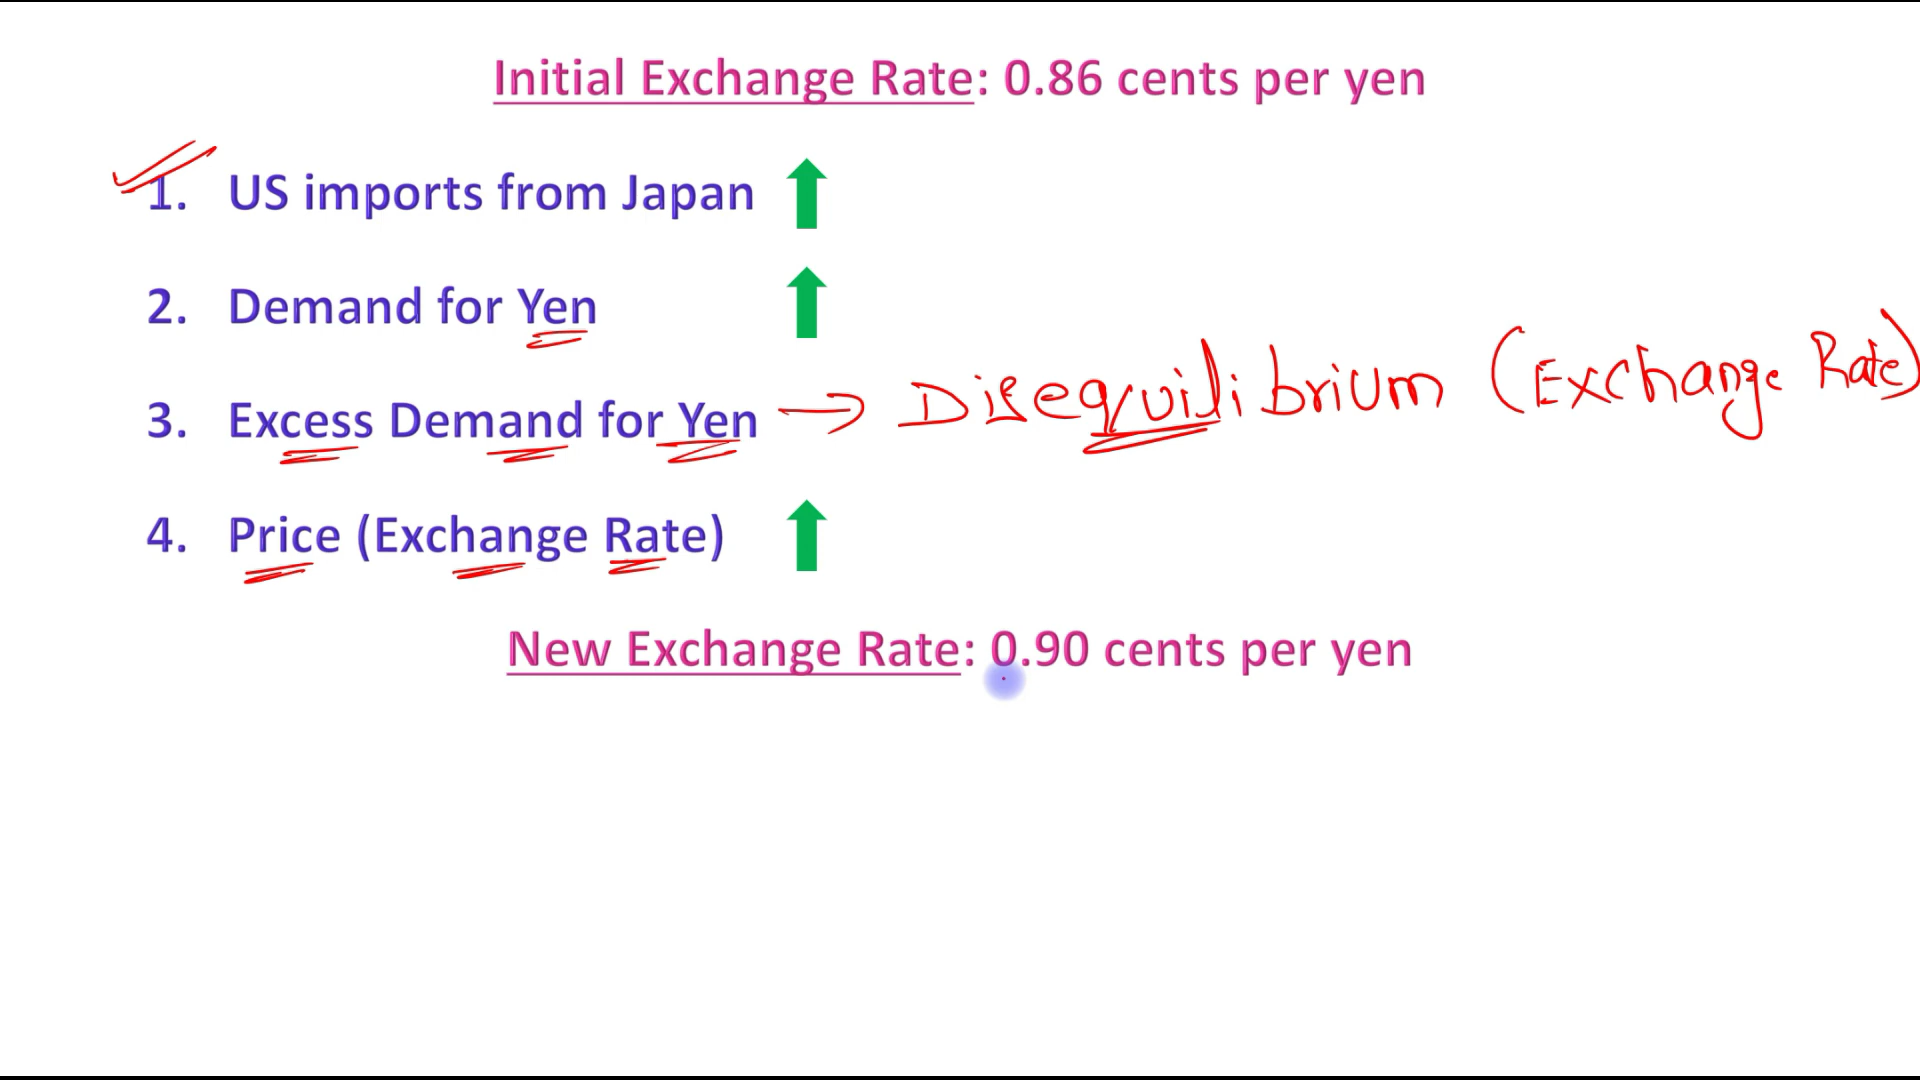 Initial Exchange Rate: 0.86 cents per yen
1. US imports from Japan
2. Demand for Yen
3. Excess Demand for Yen → Disequilibrium (Exchange Rate)
4. Price (Exchange Rate)
New Exchange Rate: 0.90 cents per yen